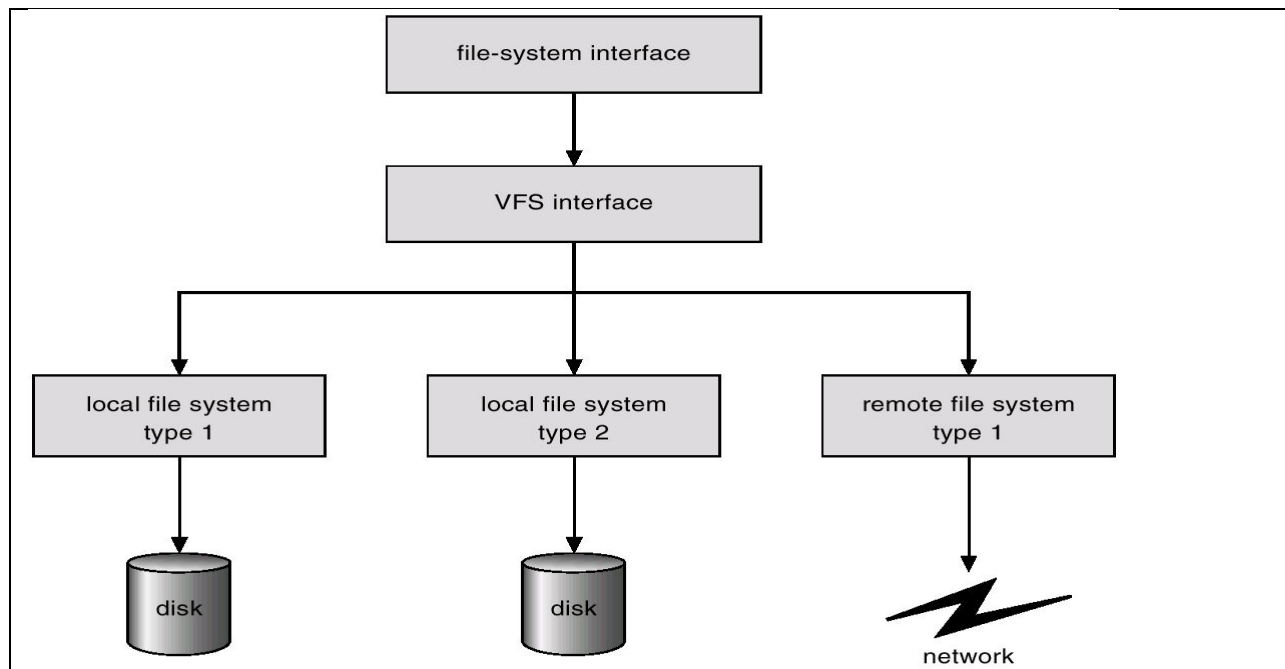 file-system interface
VFS interface
local file system
type 1
local file system
type 2
remote file system
type 1
disk
disk
network